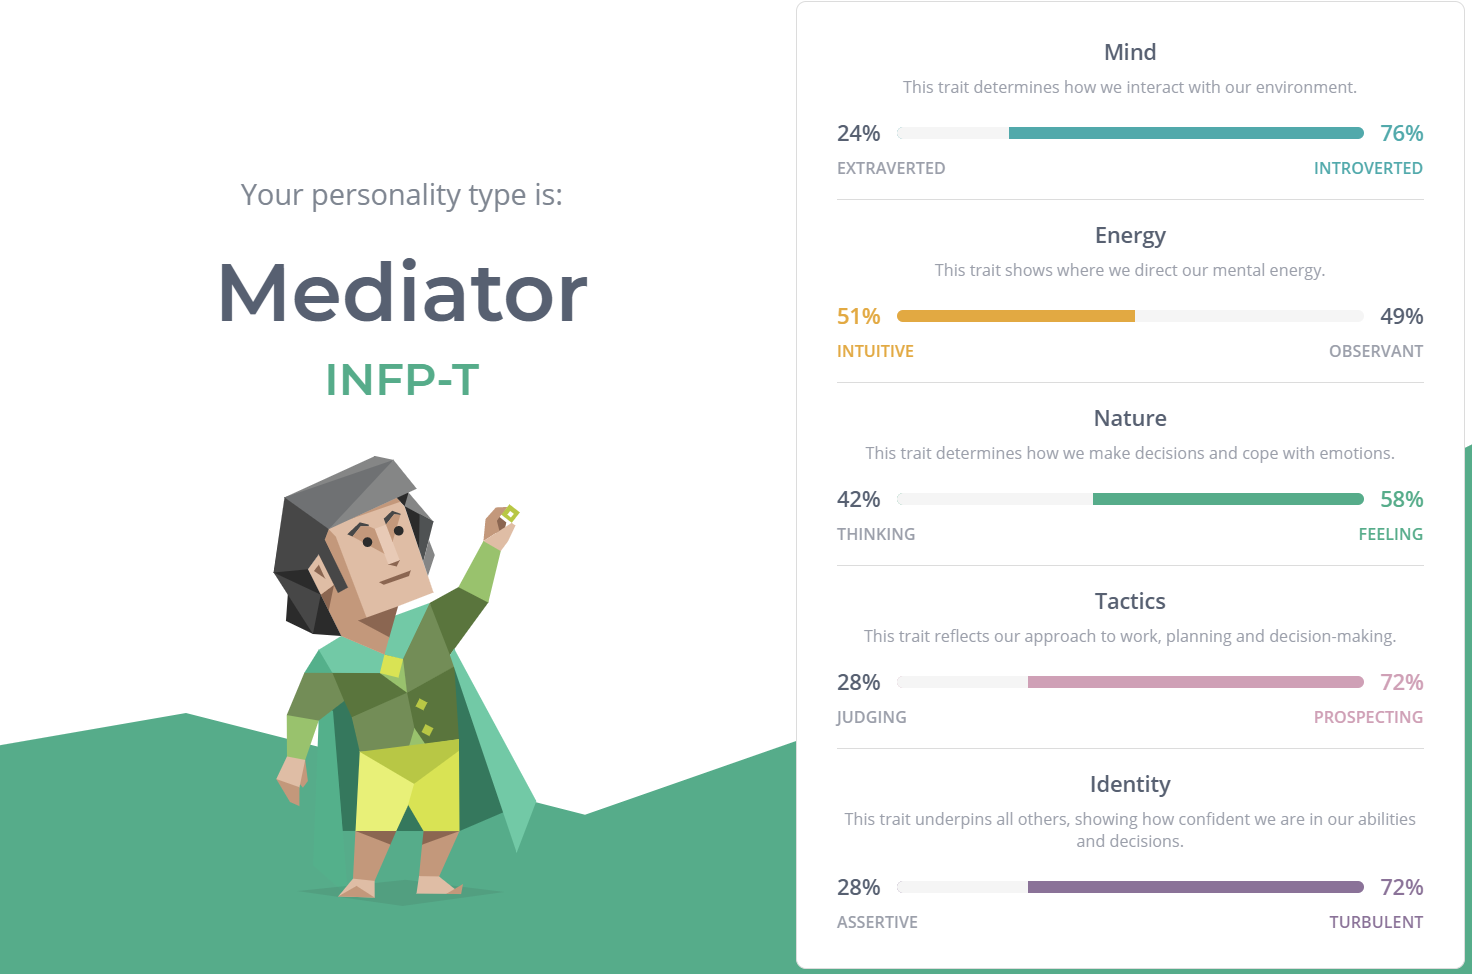 Your personality type is:
Mediator
INFP-T
Mind
This trait determines how we interact with our environment.
24% 76%
EXTRAVERTED INTROVERTED
Energy
This trait shows where we direct our mental energy.
51% 49%
INTUITIVE OBSERVANT
Nature
This trait determines how we make decisions and cope with emotions.
42% 58%
THINKING FEELING
Tactics
This trait reflects our approach to work, planning and decision-making.
28% 72%
JUDGING PROSPECTING
Identity
This trait underpins all others, showing how confident we are in our abilities
and decisions.
28% 72%
ASSERTIVE TURBULENT